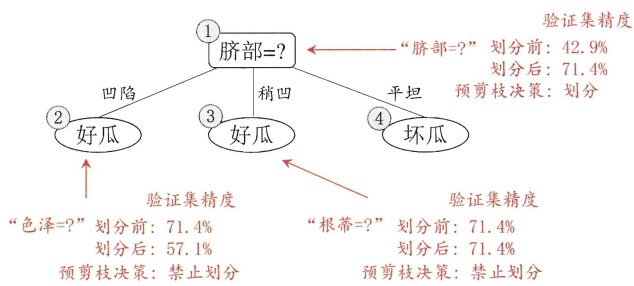 验证集精度
①
脐部=?
“脐部=?” 划分前: 42.9%
划分后: 71.4%
预剪枝决策: 划分
凹陷
稍凹
平坦
②
好瓜
③
好瓜
④
坏瓜
验证集精度
“色泽=?” 划分前: 71.4%
划分后: 57.1%
预剪枝决策: 禁止划分
验证集精度
“根蒂=?” 划分前: 71.4%
划分后: 71.4%
预剪枝决策: 禁止划分